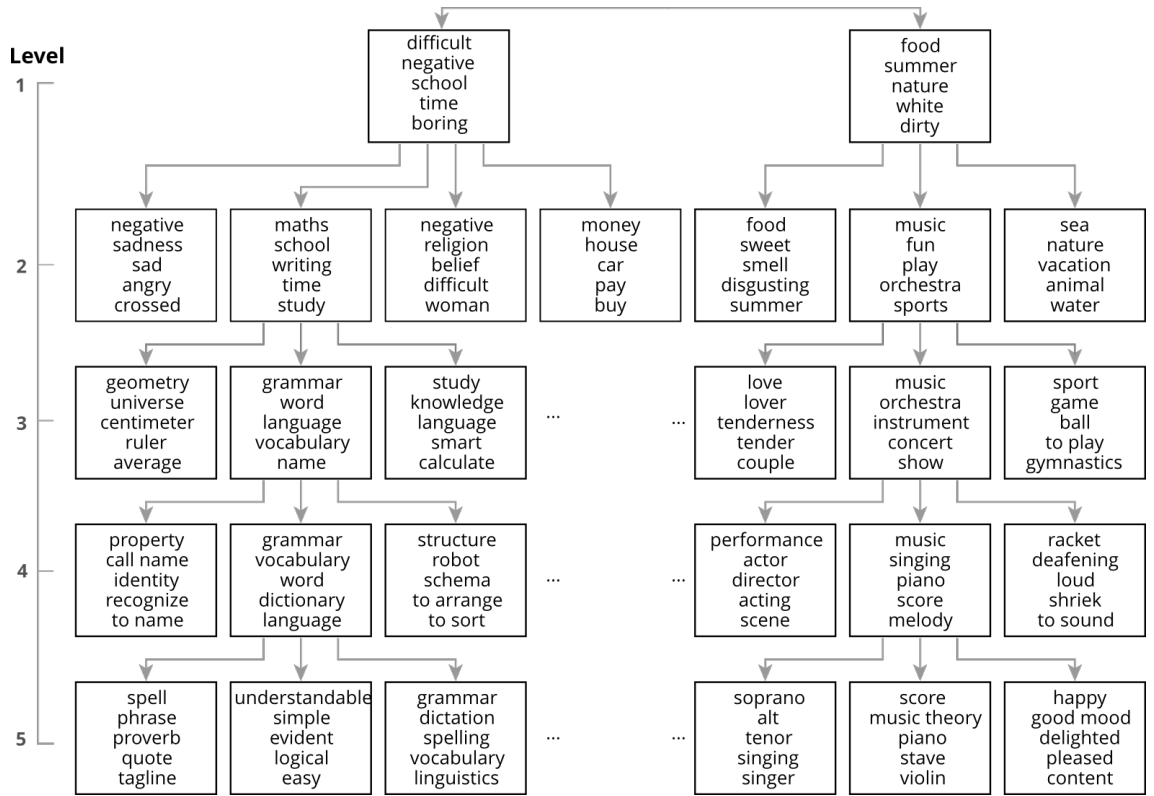 Level
1
difficult
negative
school
time
boring
food
summer
nature
white
dirty
2
negative
sadness
sad
angry
crossed
maths
school
writing
time
study
negative
religion
belief
difficult
woman
money
house
car
pay
buy
food
sweet
smell
disgusting
summer
music
fun
play
orchestra
sports
sea
nature
vacation
animal
water
3
geometry
universe
centimeter
ruler
average
grammar
word
language
vocabulary
name
study
knowledge
language
smart
calculate
...
...
love
lover
tenderness
tender
couple
music
orchestra
instrument
concert
show
sport
game
ball
to play
gymnastics
4
property
call name
identity
recognize
to name
grammar
vocabulary
word
dictionary
language
structure
robot
schema
to arrange
to sort
...
...
performance
actor
director
acting
scene
music
singing
piano
score
melody
racket
deafening
loud
shriek
to sound
5
spell
phrase
proverb
quote
tagline
understandable
simple
evident
logical
easy
grammar
dictation
spelling
vocabulary
linguistics
...
...
soprano
alt
tenor
singing
singer
score
music theory
piano
stave
violin
happy
good mood
delighted
pleased
content